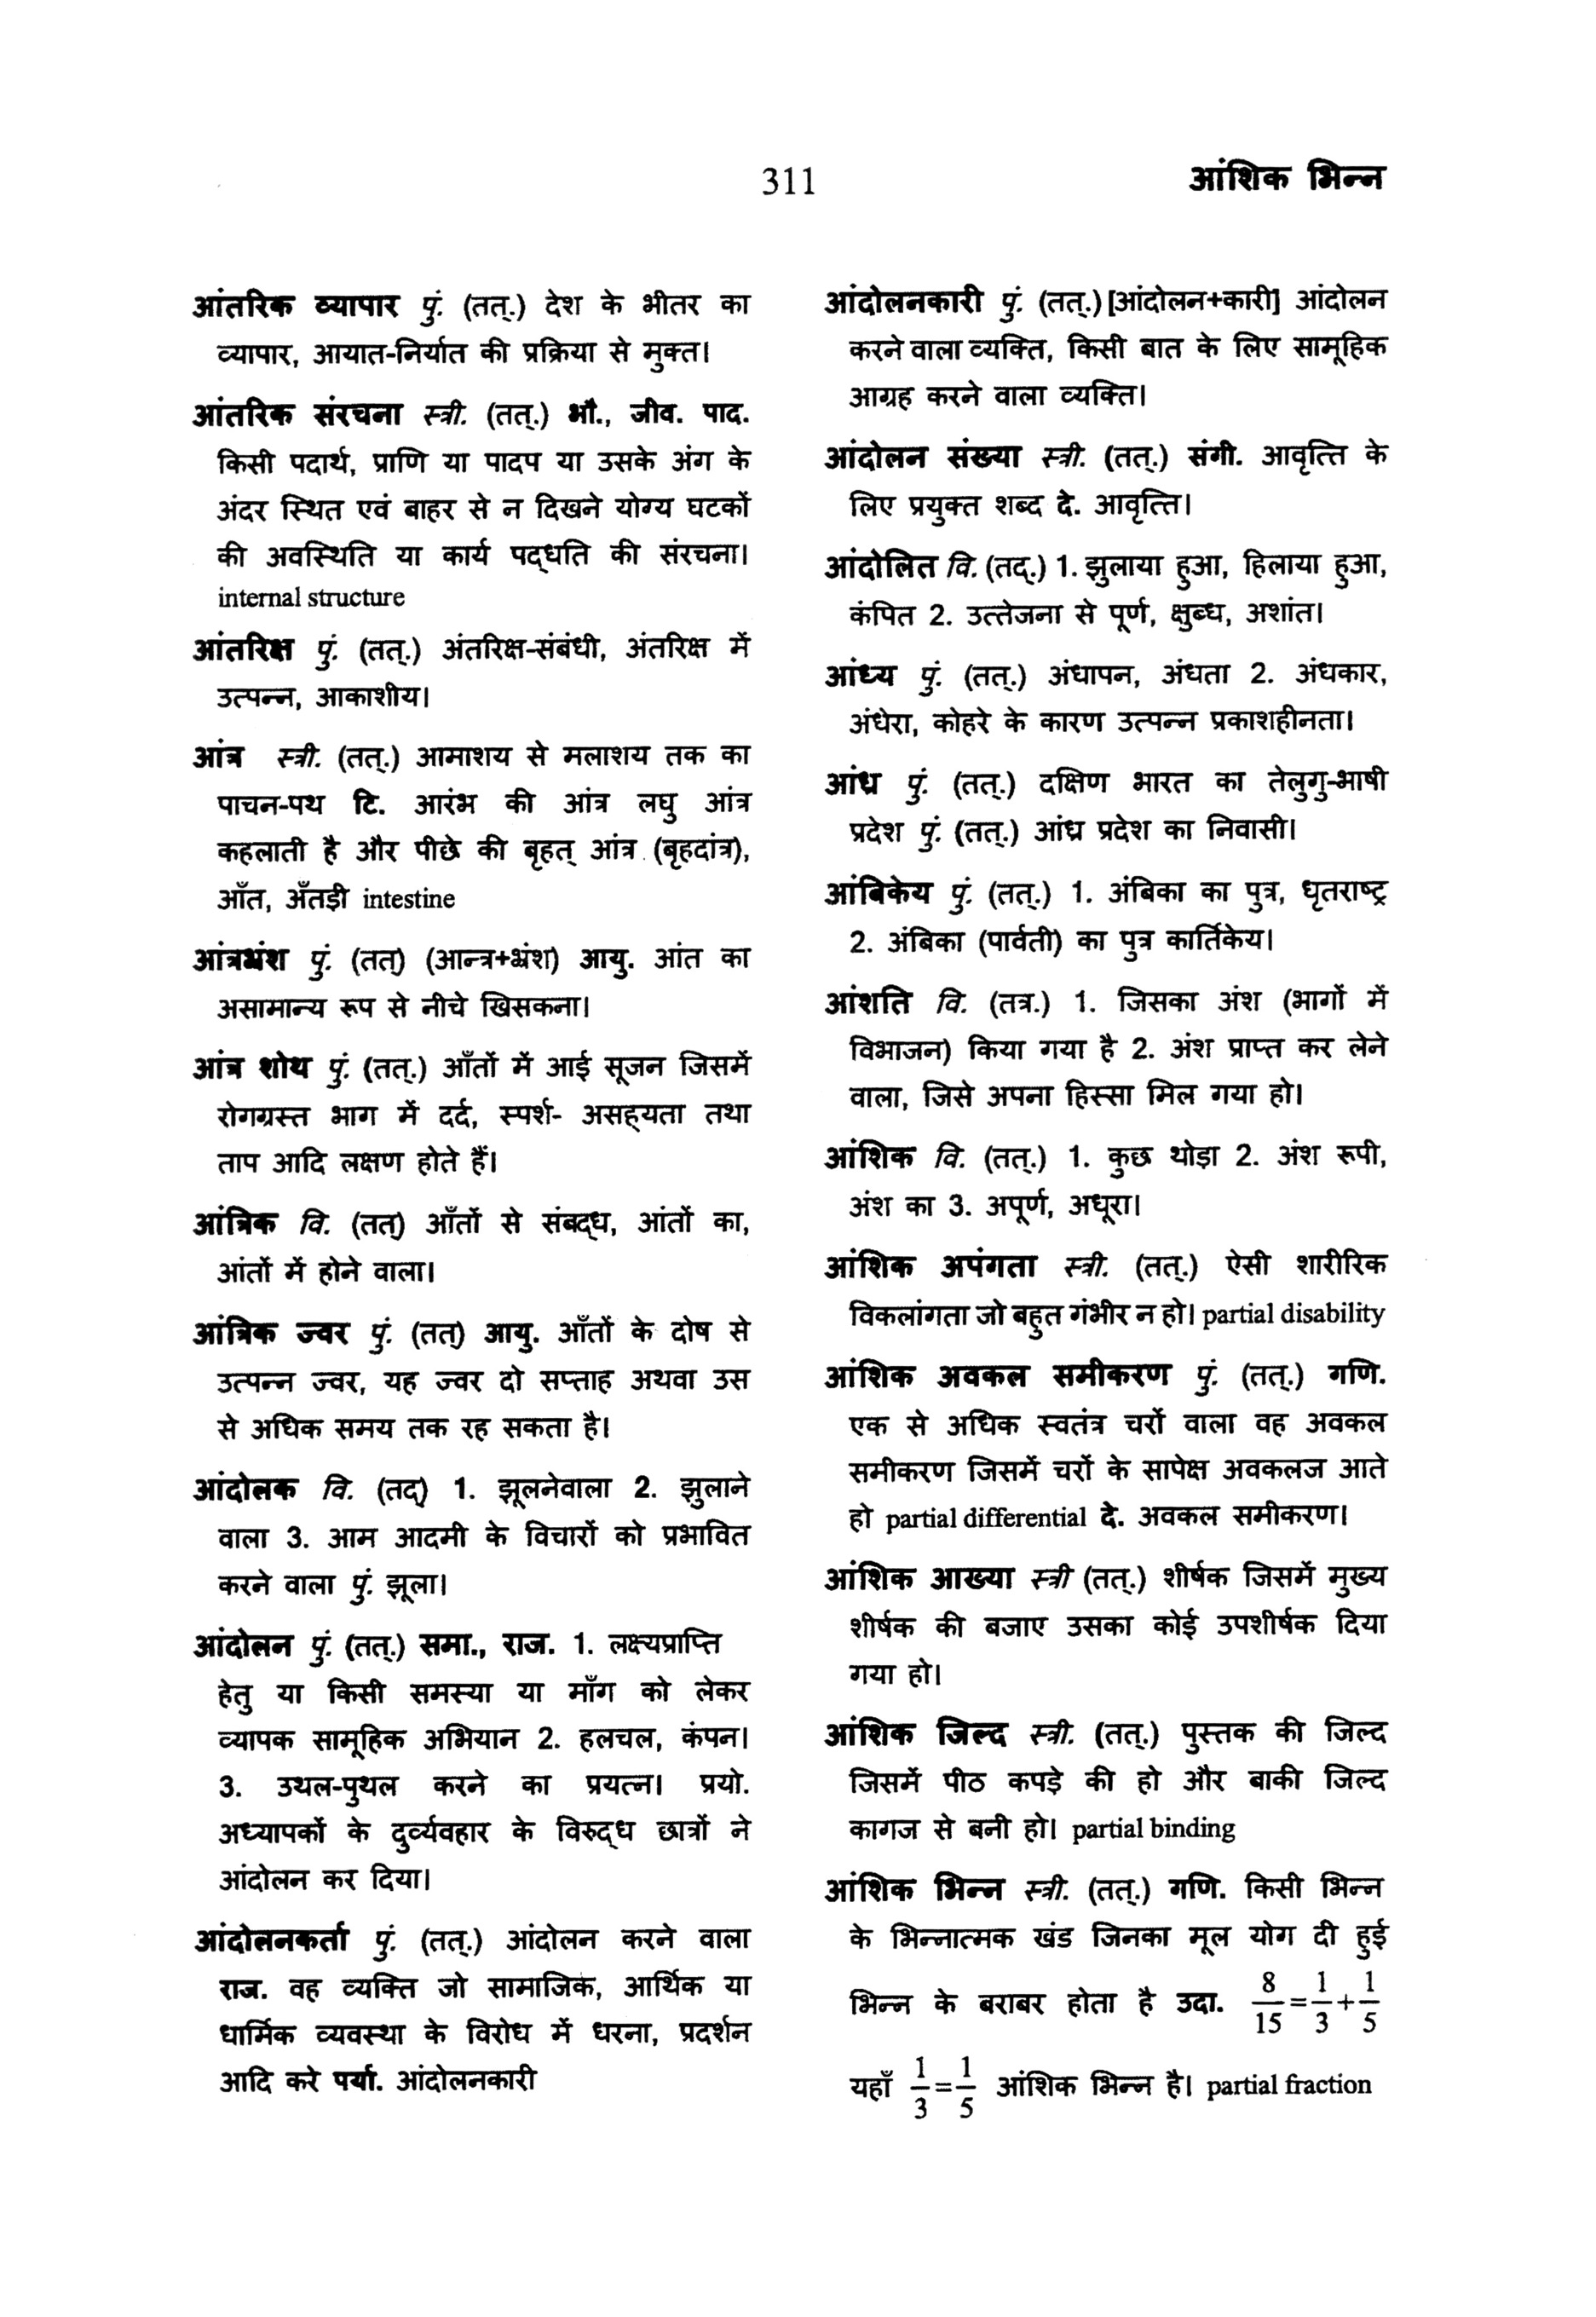 311
आंशिक भिन्न
आंतरिक व्यापार पुं. (तत्.) देश के भीतर का
व्यापार, आयात-निर्यात की प्रक्रिया से मुक्त।
आंतरिक संरचना स्त्री. (तत्.) भौ., जीव. पाद.
किसी पदार्थ, प्राणि या पादप या उसके अंग के
अंदर स्थित एवं बाहर से न दिखने योग्य घटकों
की अवस्थिति या कार्य पद्धति की संरचना।
internal structure
आंतरिक्ष पुं. (तत्.) अंतरिक्ष-संबंधी, अंतरिक्ष में
उत्पन्न, आकाशीय।
आंत्र स्त्री. (तत्.) आमाशय से मलाशय तक का
पाचन-पथ टि. आरंभ की आंत्र लघु आंत्र
कहलाती है और पीछे की बृहत् आंत्र (बृहदांत्र),
आँत, अँतड़ी intestine
आंत्रभ्रंश पुं. (तत्) (आन्त्र+भ्रंश) आयु. आंत का
असामान्य रूप से नीचे खिसकना।
आंत्र शोथ पुं. (तत्.) आँतों में आई सूजन जिसमें
रोगग्रस्त भाग में दर्द, स्पर्श- असह्यता तथा
ताप आदि लक्षण होते हैं।
आंत्रिक वि. (तत्) आँतों से संबद्ध, आंतों का,
आंतों में होने वाला।
आंत्रिक ज्वर पुं. (तत्) आयु. आँतों के दोष से
उत्पन्न ज्वर, यह ज्वर दो सप्ताह अथवा उस
से अधिक समय तक रह सकता है।
आंदोलक वि. (तद्) 1. झूलनेवाला 2. झुलाने
वाला 3. आम आदमी के विचारों को प्रभावित
करने वाला पुं. झूला।
आंदोलन पुं. (तत्.) समा., राज. 1. लक्ष्यप्राप्ति
हेतु या किसी समस्या या माँग को लेकर
व्यापक सामूहिक अभियान 2. हलचल, कंपन।
3. उथल-पुथल करने का प्रयत्न। प्रयो.
अध्यापकों के दुर्व्यवहार के विरुद्ध छात्रों ने
आंदोलन कर दिया।
आंदोलनकर्ता पुं. (तत्.) आंदोलन करने वाला
राज. वह व्यक्ति जो सामाजिक, आर्थिक या
धार्मिक व्यवस्था के विरोध में धरना, प्रदर्शन
आदि करे पर्या. आंदोलनकारी
आंदोलनकारी पुं. (तत्.) [आंदोलन+कारी] आंदोलन
करने वाला व्यक्ति, किसी बात के लिए सामूहिक
आग्रह करने वाला व्यक्ति।
आंदोलन संख्या स्त्री. (तत्.) संगी. आवृत्ति के
लिए प्रयुक्त शब्द दे. आवृत्ति।
आंदोलित वि. (तद्.) 1. झुलाया हुआ, हिलाया हुआ,
कंपित 2. उत्तेजना से पूर्ण, क्षुब्ध, अशांत।
आंध्य पुं. (तत्.) अंधापन, अंधता 2. अंधकार,
अंधेरा, कोहरे के कारण उत्पन्न प्रकाशहीनता।
आंध्र पुं. (तत्.) दक्षिण भारत का तेलुगु-भाषी
प्रदेश पुं. (तत्.) आंध्र प्रदेश का निवासी।
आंबिकेय पुं. (तत्.) 1. अंबिका का पुत्र, धृतराष्ट्र
2. अंबिका (पार्वती) का पुत्र कार्तिकेय।
आंशति वि. (तत्र.) 1. जिसका अंश (भागों में
विभाजन) किया गया है 2. अंश प्राप्त कर लेने
वाला, जिसे अपना हिस्सा मिल गया हो।
आंशिक वि. (तत्.) 1. कुछ थोड़ा 2. अंश रूपी,
अंश का 3. अपूर्ण, अधूरा।
आंशिक अपंगता स्त्री. (तत्.) ऐसी शारीरिक
विकलांगता जो बहुत गंभीर न हो। partial disability
आंशिक अवकल समीकरण पुं. (तत्.) गणि.
एक से अधिक स्वतंत्र चरों वाला वह अवकल
समीकरण जिसमें चरों के सापेक्ष अवकलज आते
हो partial differential दे. अवकल समीकरण।
आंशिक आख्या स्त्री (तत्.) शीर्षक जिसमें मुख्य
शीर्षक की बजाए उसका कोई उपशीर्षक दिया
गया हो।
आंशिक जिल्द स्त्री. (तत्.) पुस्तक की जिल्द
जिसमें पीठ कपड़े की हो और बाकी जिल्द
कागज से बनी हो। partial binding
आंशिक भिन्न स्त्री. (तत्.) गणि. किसी भिन्न
के भिन्नात्मक खंड जिनका मूल योग दी हुई
भिन्न के बराबर होता है उदा. 8/15=1/3+1/5
यहाँ 1/3=1/5 आंशिक भिन्न है। partial fraction